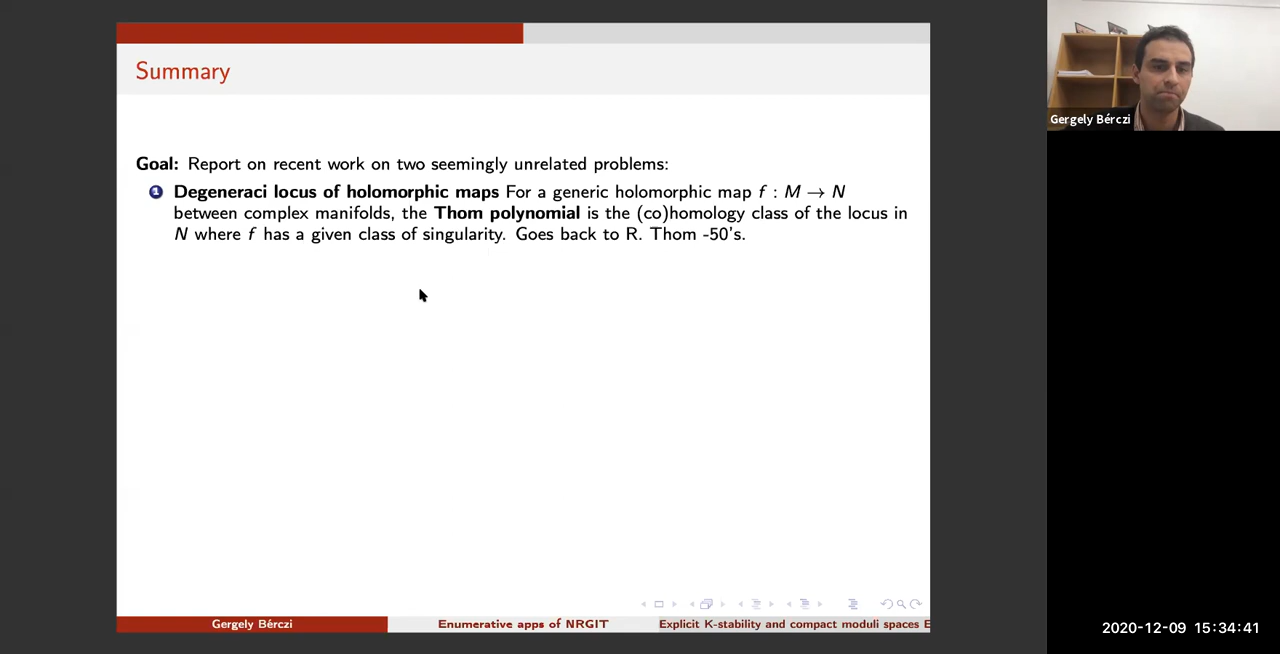 Summary
Goal: Report on recent work on two seemingly unrelated problems:
1 Degeneraci locus of holomorphic maps For a generic holomorphic map f : M → N
between complex manifolds, the Thom polynomial is the (co)homology class of the locus in
N where f has a given class of singularity. Goes back to R. Thom -50's.
Gergely Bérczi
Enumerative apps of NRGIT
Explicit K-stability and compact moduli spaces E
Gergely Bérczi
2020-12-09 15:34:41